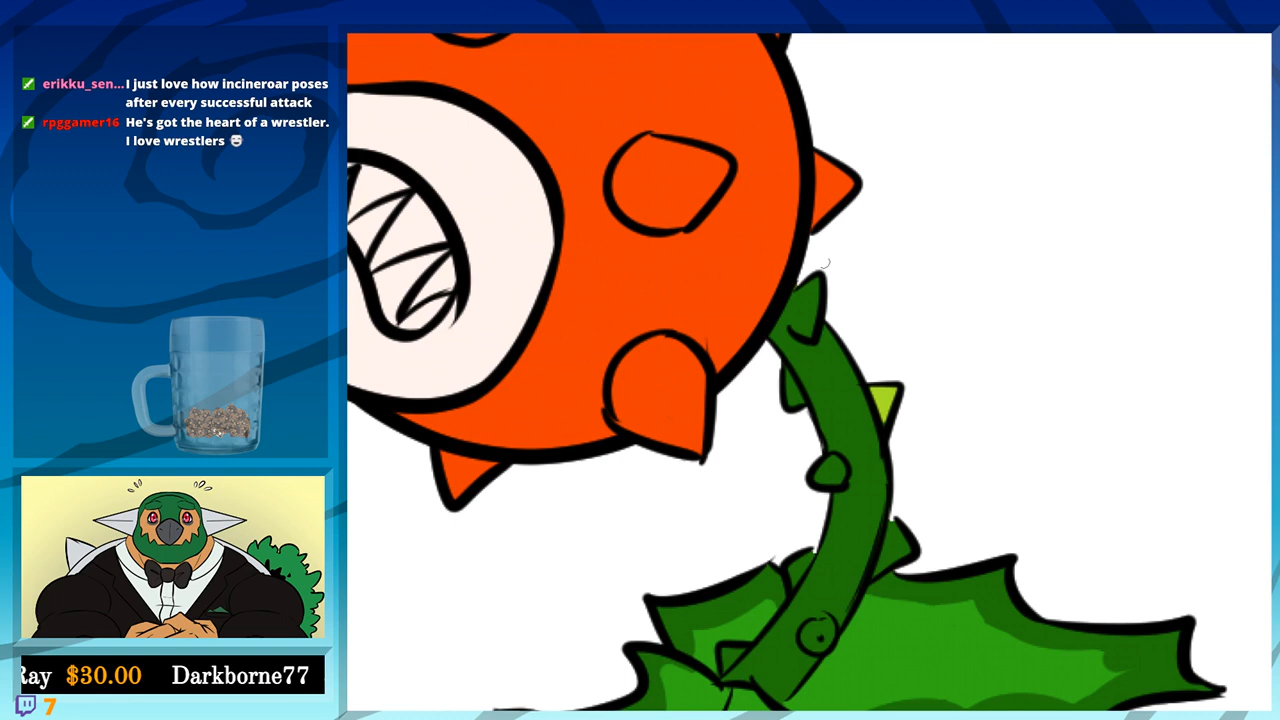 erikku_sen... I just love how incineroar poses
after every successful attack
rpggamer16 He's got the heart of a wrestler.
I love wrestlers
Ray $30.00 Darkborne77
7